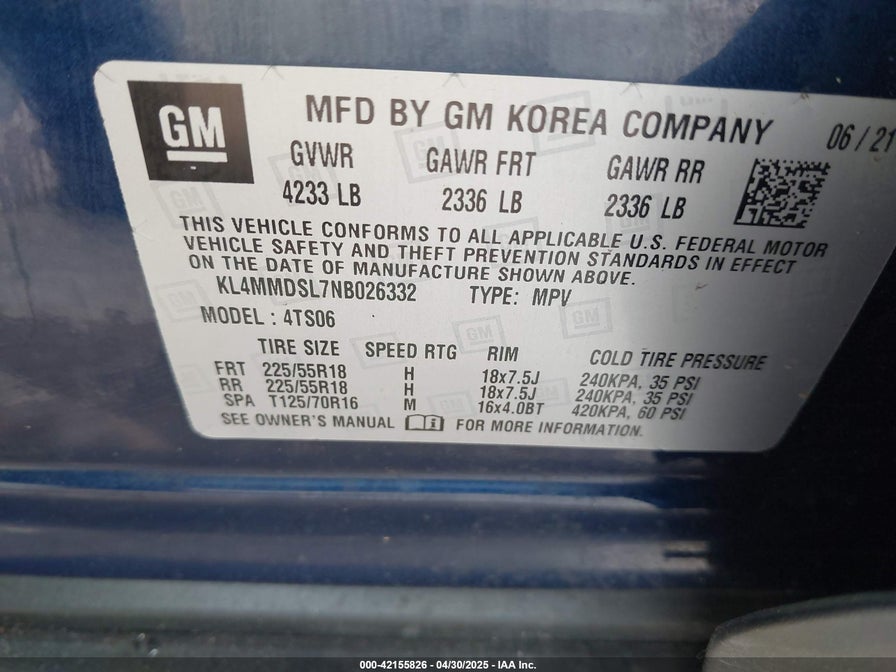 GM
MFD BY GM KOREA COMPANY 06/21
GVWR GAWR FRT GAWR RR
4233 LB 2336 LB 2336 LB
THIS VEHICLE CONFORMS TO ALL APPLICABLE U.S. FEDERAL MOTOR
VEHICLE SAFETY AND THEFT PREVENTION STANDARDS IN EFFECT
ON THE DATE OF MANUFACTURE SHOWN ABOVE.
KL4MMDSL7NB026332 TYPE: MPV
MODEL : 4TS06
TIRE SIZE SPEED RTG RIM COLD TIRE PRESSURE
FRT 225/55R18 H 18x7.5J 240KPA, 35 PSI
RR 225/55R18 H 18x7.5J 240KPA, 35 PSI
SPA T125/70R16 M 16x4.0BT 420KPA, 60 PSI
SEE OWNER'S MANUAL FOR MORE INFORMATION.
000-42155826 - 04/30/2025 - IAA Inc.